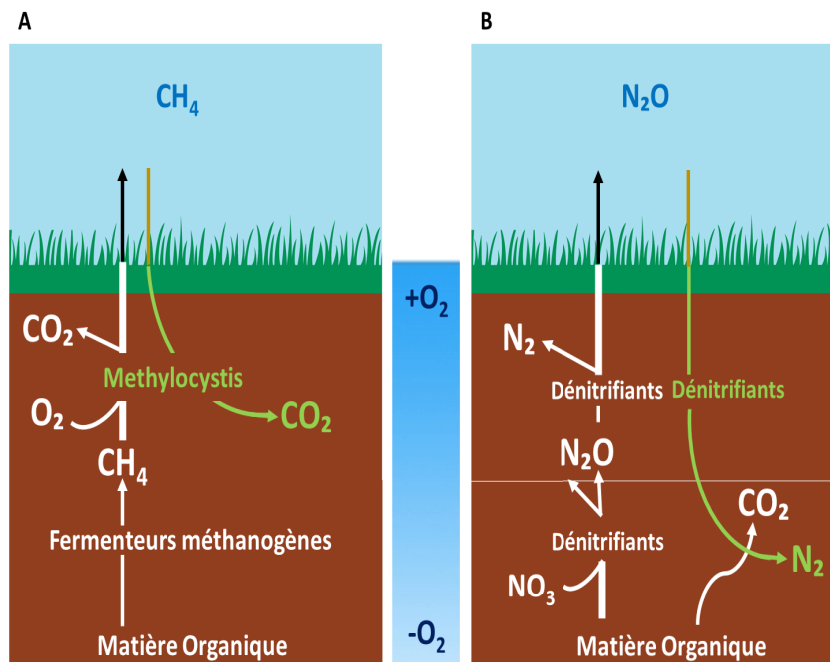 A
CH₄
CO₂
Methylocystis
O₂
CO₂
CH₄
Fermenteurs méthanogènes
Matière Organique
+O₂
-O₂
B
N₂O
N₂
Dénitrifiants Dénitrifiants
N₂O
CO₂
Dénitrifiants
N₂
NO₃
Matière Organique